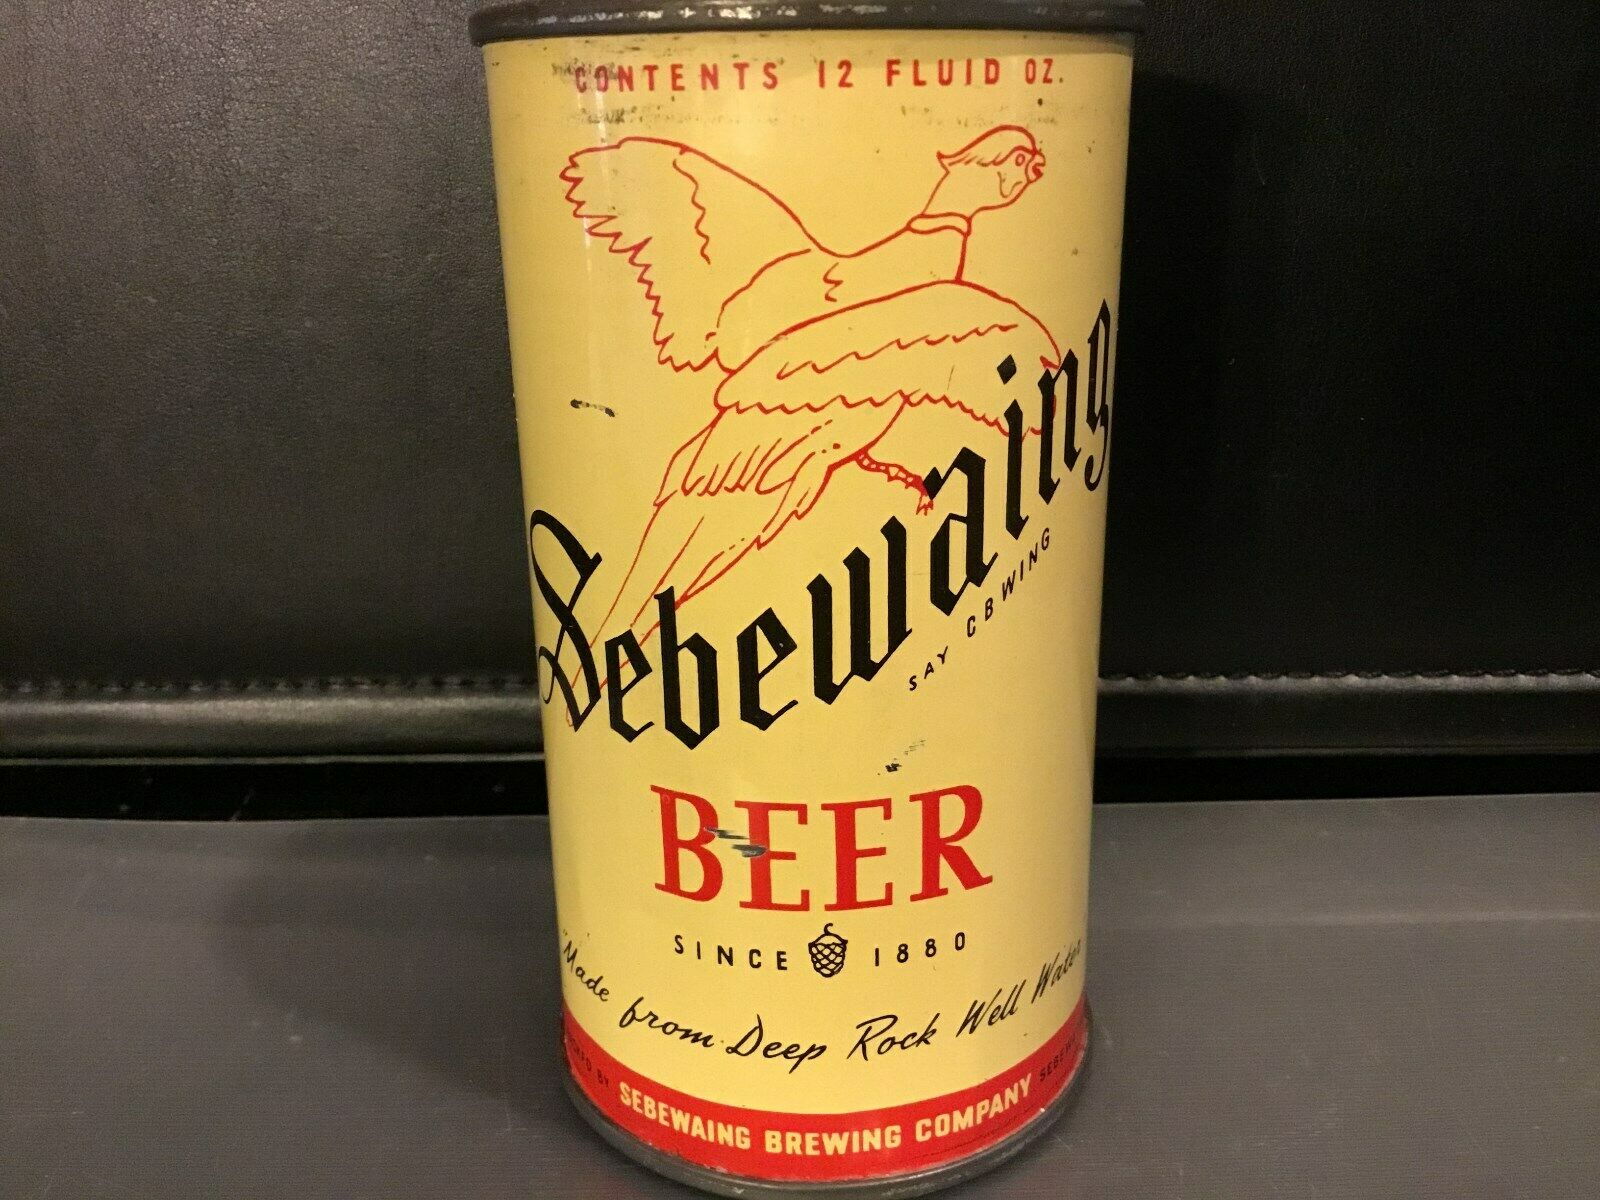 CONTENTS 12 FLUID OZ.
Sebewaing
SAY CBWING
BEER
SINCE 1880
"Made from Deep Rock Well Water
BY SEBEWAING BREWING COMPANY